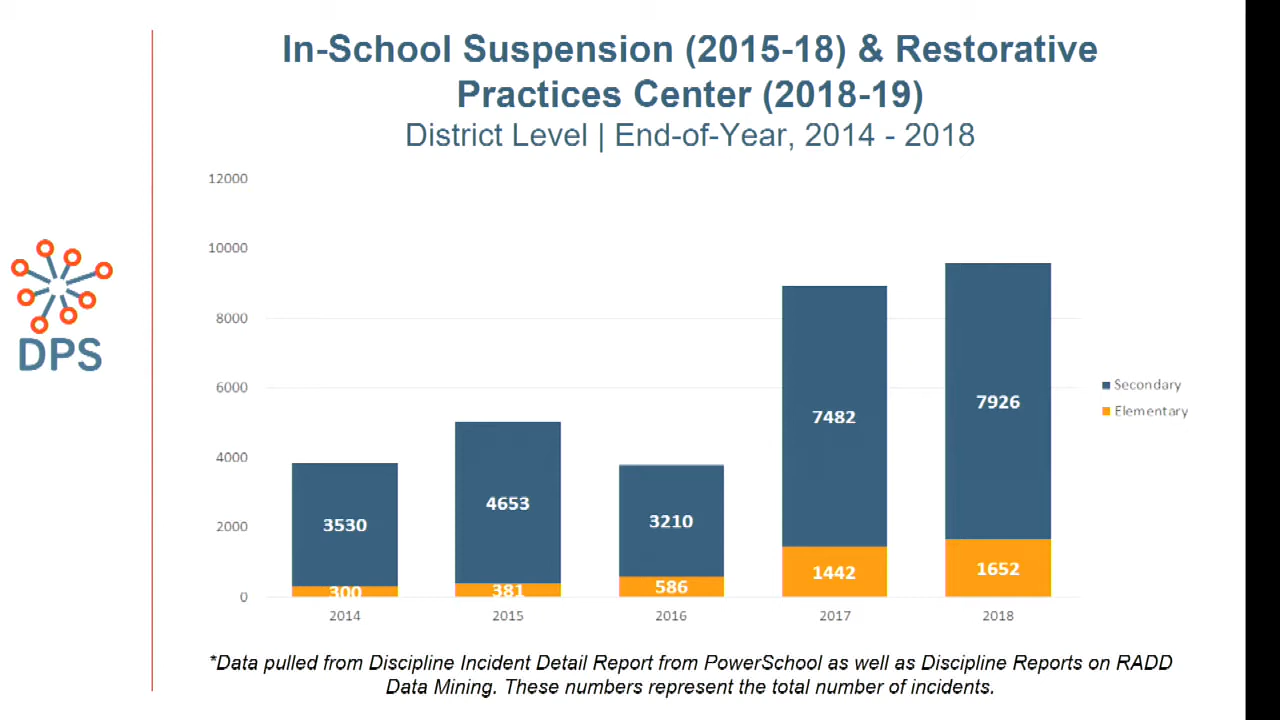 In-School Suspension (2015-18) & Restorative
Practices Center (2018-19)
District Level | End-of-Year, 2014 - 2018
12000
10000
8000
6000
4000
2000
0
3530
300
4653
381
3210
586
7482
1442
7926
1652
2014
2015
2016
2017
2018
Secondary
Elementary
DPS
*Data pulled from Discipline Incident Detail Report from PowerSchool as well as Discipline Reports on RADD
Data Mining. These numbers represent the total number of incidents.